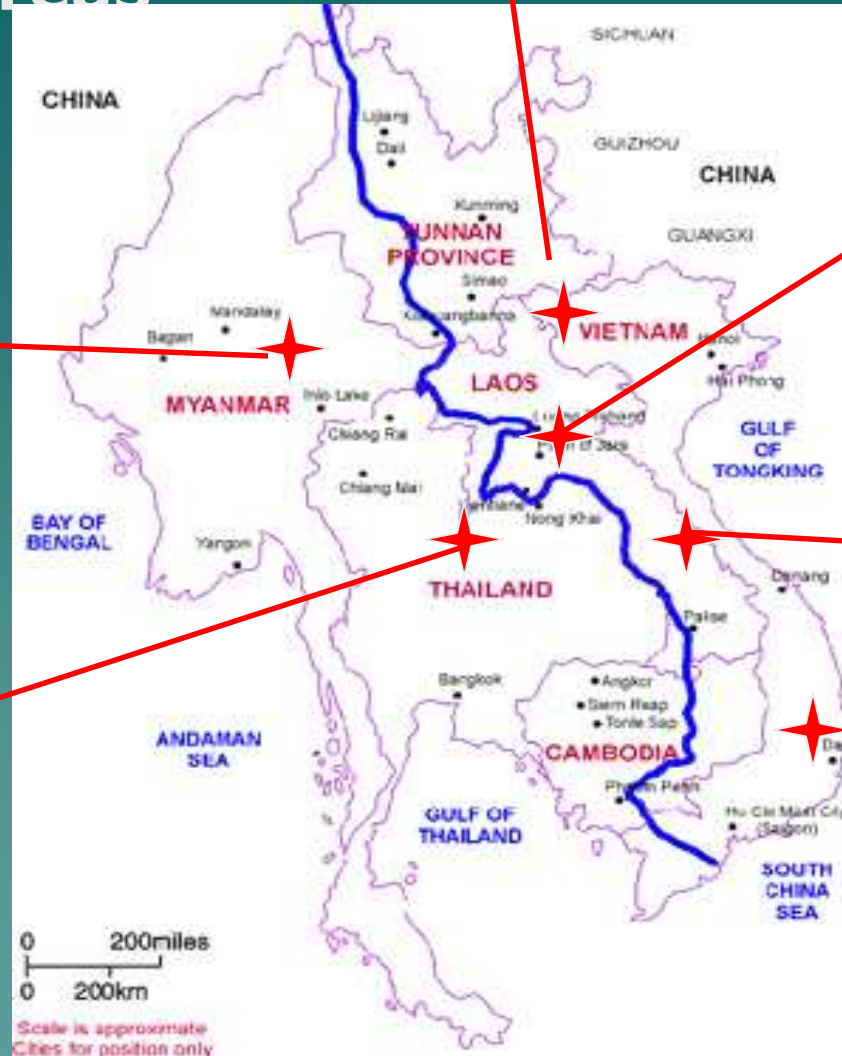 SICHUAN
CHINA
Lijiang
Dali
GUIZHOU
CHINA
Kunming
YUNNAN
PROVINCE
GUANGXI
Simao
Mandalay
Bagan
VIETNAM
Hanoi
Hai Phong
LAOS
MYANMAR
Inle Lake
Chiang Rai
Chiang Mai
GULF
OF
TONGKING
Nong Khai
BAY OF
BENGAL
Yangon
THAILAND
Danang
Pakse
Bangkok
Angkor
Siem Reap
Tonle Sap
ANDAMAN
SEA
CAMBODIA
Phnom Penh
GULF OF
THAILAND
(Saigon)
SOUTH
CHINA
SEA
0 200miles
0 200km
Scale is approximate
Cities for position only